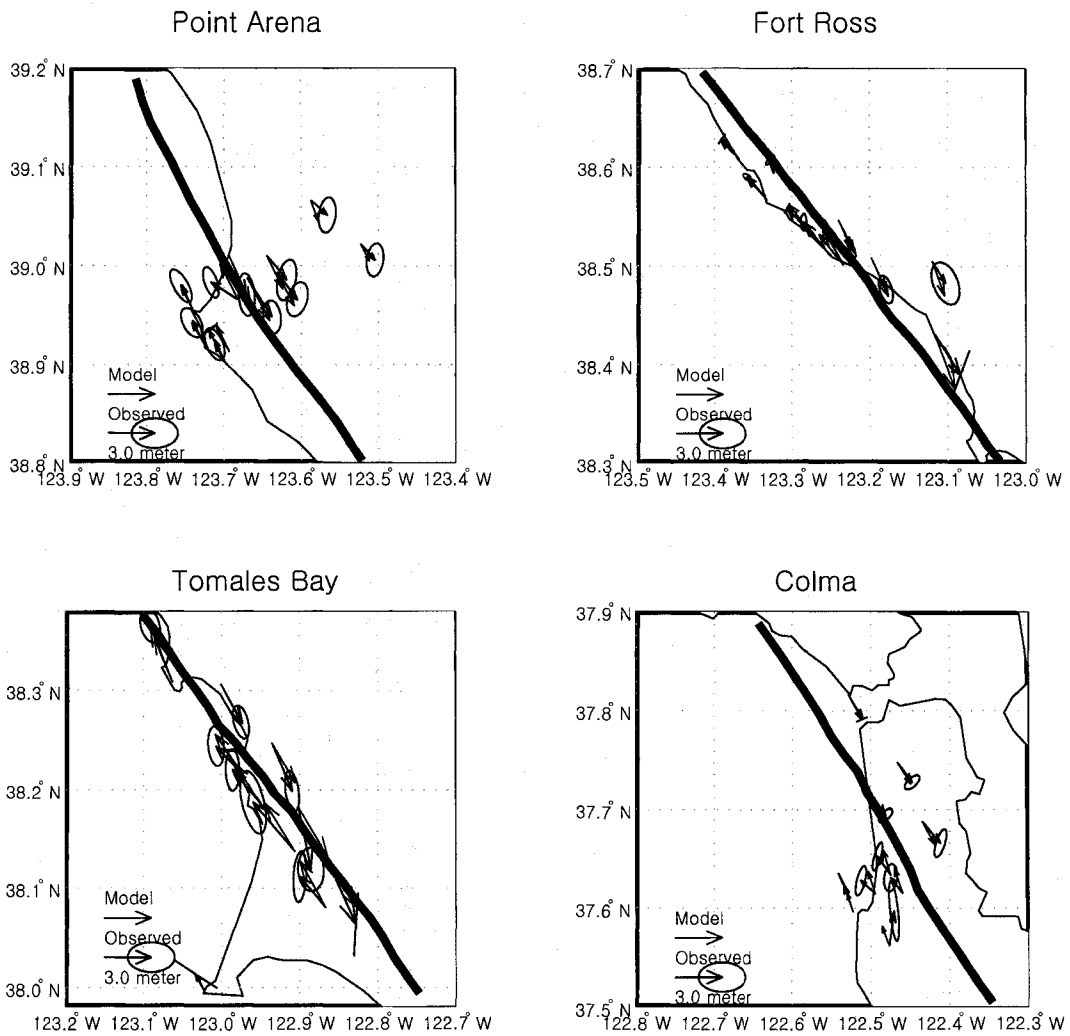 Point Arena
39.2° N
39.1° N
39.0° N
38.9° N
38.8° N
Model
Observed
3.0 meter
123.9° W 123.8° W 123.7° W 123.6° W 123.5° W 123.4° W
Fort Ross
38.7° N
38.6° N
38.5° N
38.4° N
38.3° N
Model
Observed
3.0 meter
123.5° W 123.4° W 123.3° W 123.2° W 123.1° W 123.0° W
Tomales Bay
38.3° N
38.2° N
38.1° N
38.0° N
Model
Observed
3.0 meter
123.2° W 123.1° W 123.0° W 122.9° W 122.8° W 122.7° W
Colma
37.9° N
37.8° N
37.7° N
37.6° N
37.5° N
Model
Observed
3.0 meter
122.8° W 122.7° W 122.6° W 122.5° W 122.4° W 122.3° W